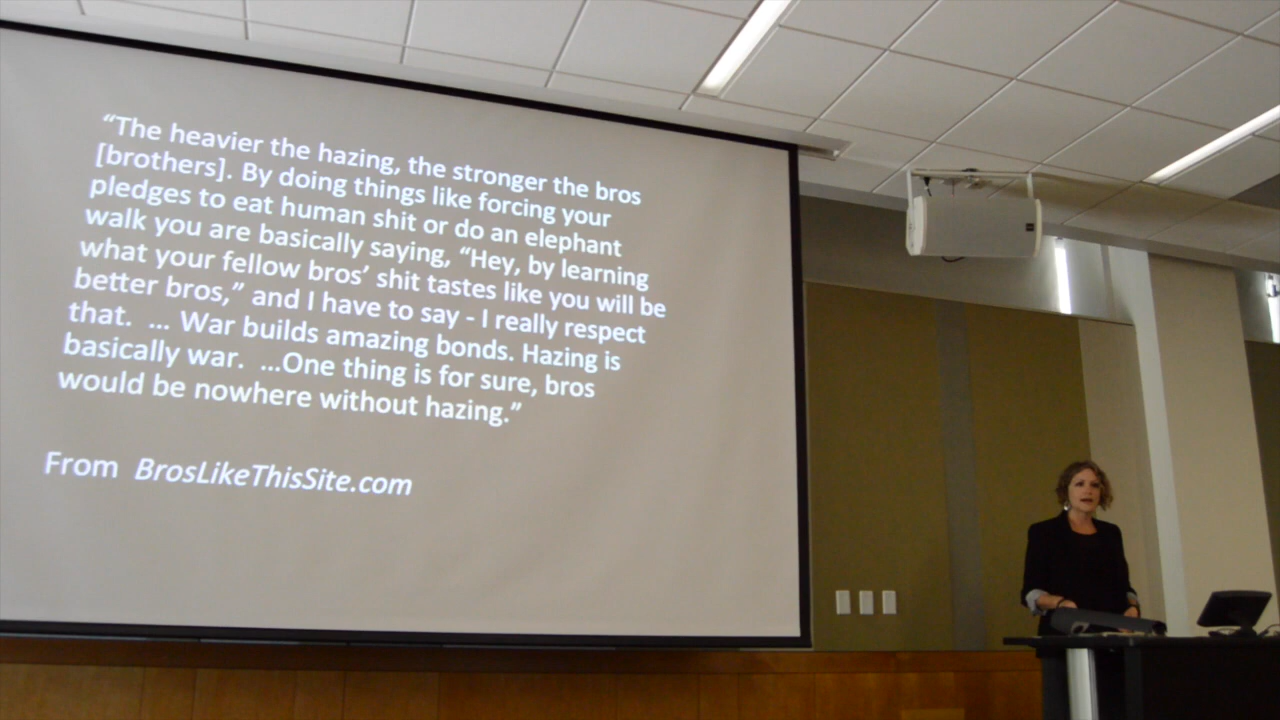 “The heavier the hazing, the stronger the bros
[brothers]. By doing things like forcing your
pledges to eat human shit or do an elephant
walk you are basically saying, “Hey, by learning
what your fellow bros’ shit tastes like you will be
better bros,” and I have to say - I really respect
that.  ... War builds amazing bonds. Hazing is
basically war.  ...One thing is for sure, bros
would be nowhere without hazing.”
From  BrosLikeThisSite.com